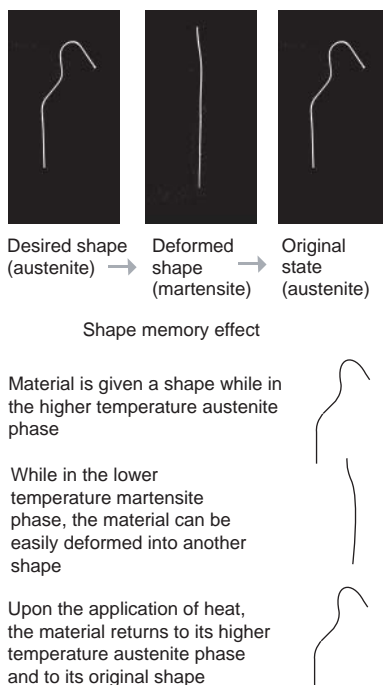 Desired shape
(austenite)
Deformed
shape
(martensite)
Original
state
(austenite)
Shape memory effect
Material is given a shape while in
the higher temperature austenite
phase
While in the lower
temperature martensite
phase, the material can be
easily deformed into another
shape
Upon the application of heat,
the material returns to its higher
temperature austenite phase
and to its original shape